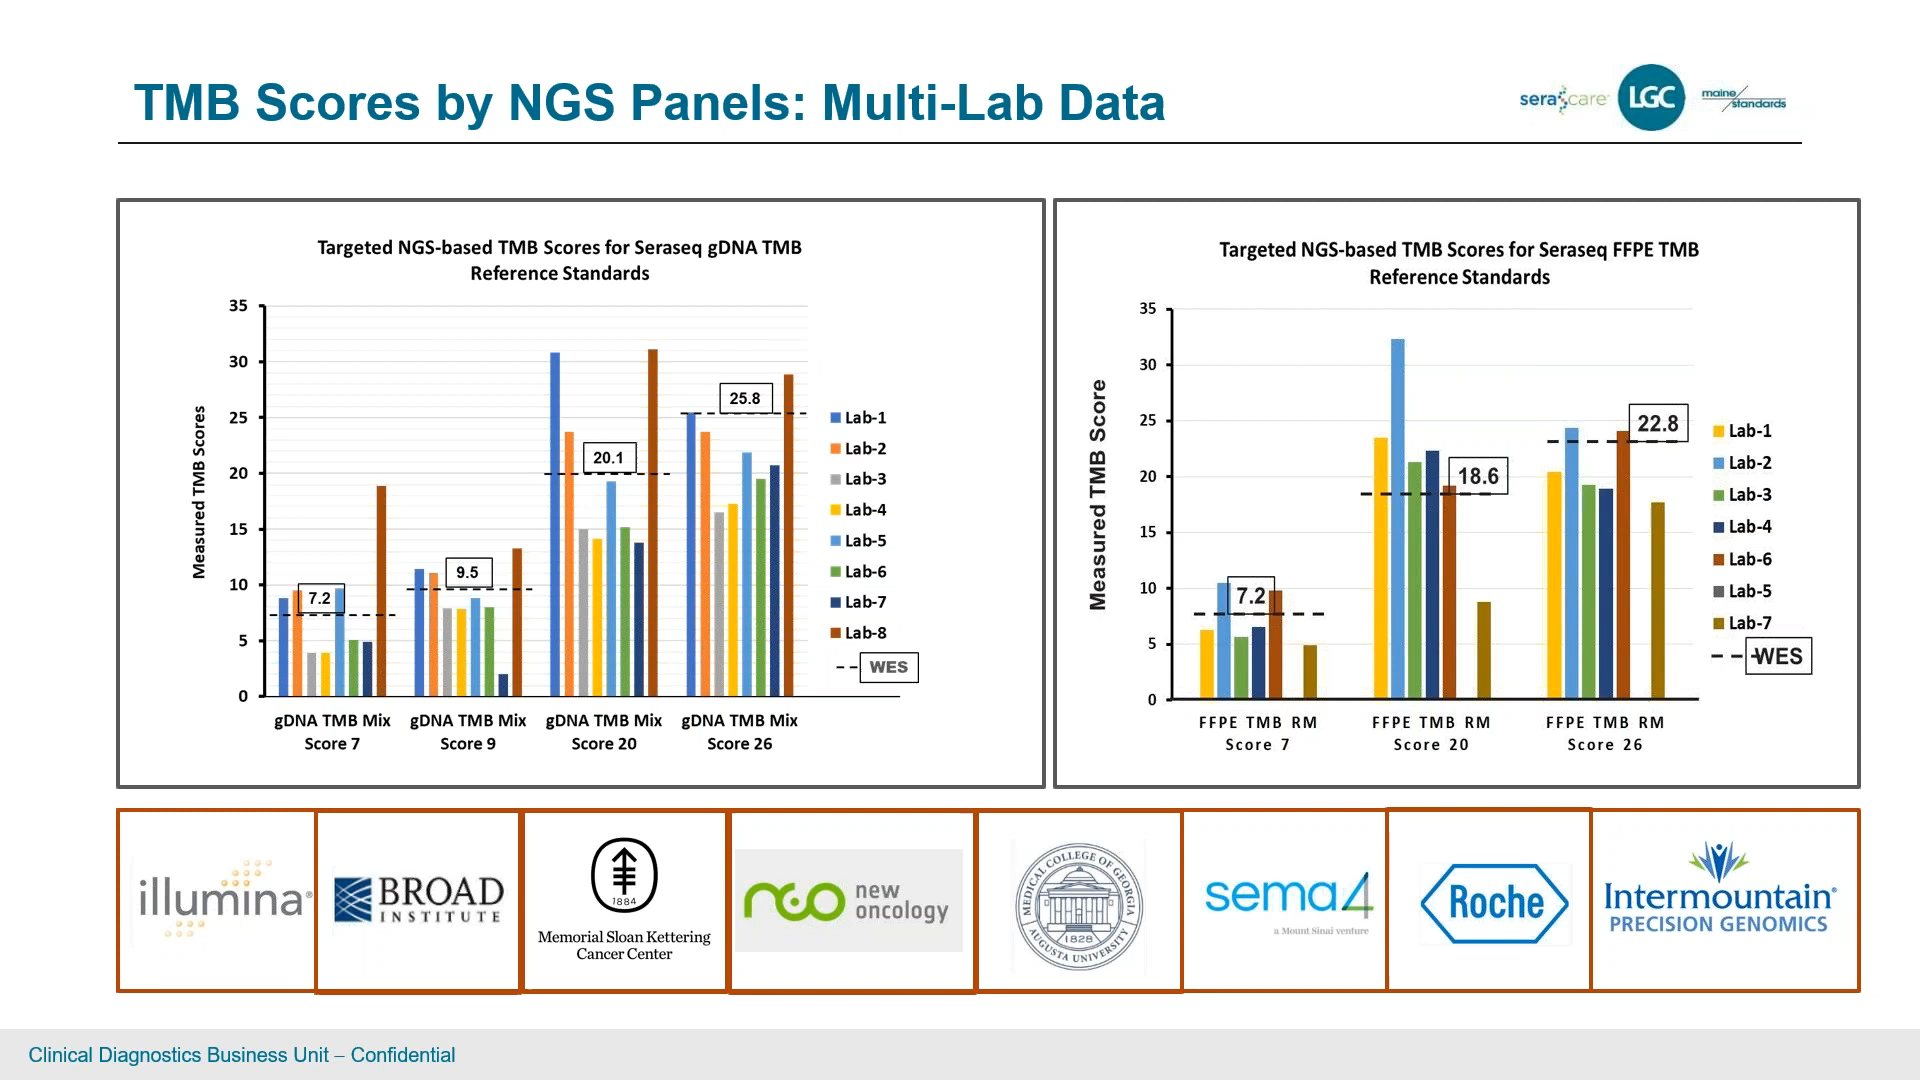 TMB Scores by NGS Panels: Multi-Lab Data
seracare
LGC
maine standards
Targeted NGS-based TMB Scores for Seraseq gDNA TMB
Reference Standards
Measured TMB Scores
35
30
25
20
15
10
5
0
7.2
9.5
20.1
25.8
gDNA TMB Mix
Score 7
gDNA TMB Mix
Score 9
gDNA TMB Mix
Score 20
gDNA TMB Mix
Score 26
Lab-1
Lab-2
Lab-3
Lab-4
Lab-5
Lab-6
Lab-7
Lab-8
WES
Targeted NGS-based TMB Scores for Seraseq FFPE TMB
Reference Standards
Measured TMB Score
35
30
25
20
15
10
5
0
7.2
18.6
22.8
FFPE TMB RM
Score 7
FFPE TMB RM
Score 20
FFPE TMB RM
Score 26
Lab-1
Lab-2
Lab-3
Lab-4
Lab-6
Lab-5
Lab-7
WES
illumina®
BROAD
INSTITUTE
1884
Memorial Sloan Kettering
Cancer Center
neo new
oncology
MEDICAL COLLEGE OF GEORGIA
1828
AUGUSTA UNIVERSITY
sema4
a Mount Sinai venture
Roche
Intermountain®
PRECISION GENOMICS
Clinical Diagnostics Business Unit – Confidential